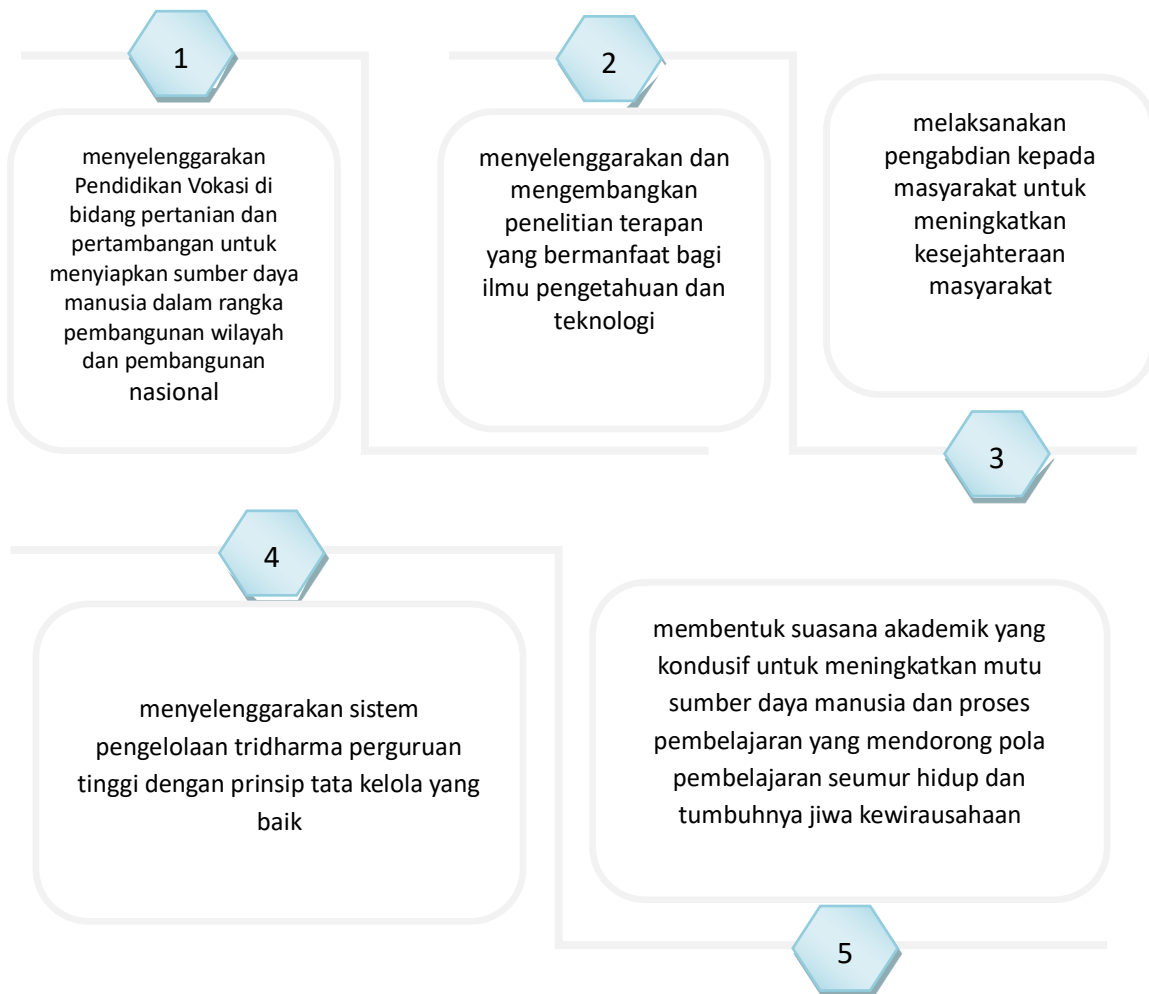 1
menyelenggarakan
Pendidikan Vokasi di
bidang pertanian dan
pertambangan untuk
menyiapkan sumber daya
manusia dalam rangka
pembangunan wilayah
dan pembangunan
nasional
2
menyelenggarakan dan
mengembangkan
penelitian terapan
yang bermanfaat bagi
ilmu pengetahuan dan
teknologi
melaksanakan
pengabdian kepada
masyarakat untuk
meningkatkan
kesejahteraan
masyarakat
3
4
menyelenggarakan sistem
pengelolaan tridharma perguruan
tinggi dengan prinsip tata kelola yang
baik
membentuk suasana akademik yang
kondusif untuk meningkatkan mutu
sumber daya manusia dan proses
pembelajaran yang mendorong pola
pembelajaran seumur hidup dan
tumbuhnya jiwa kewirausahaan
5